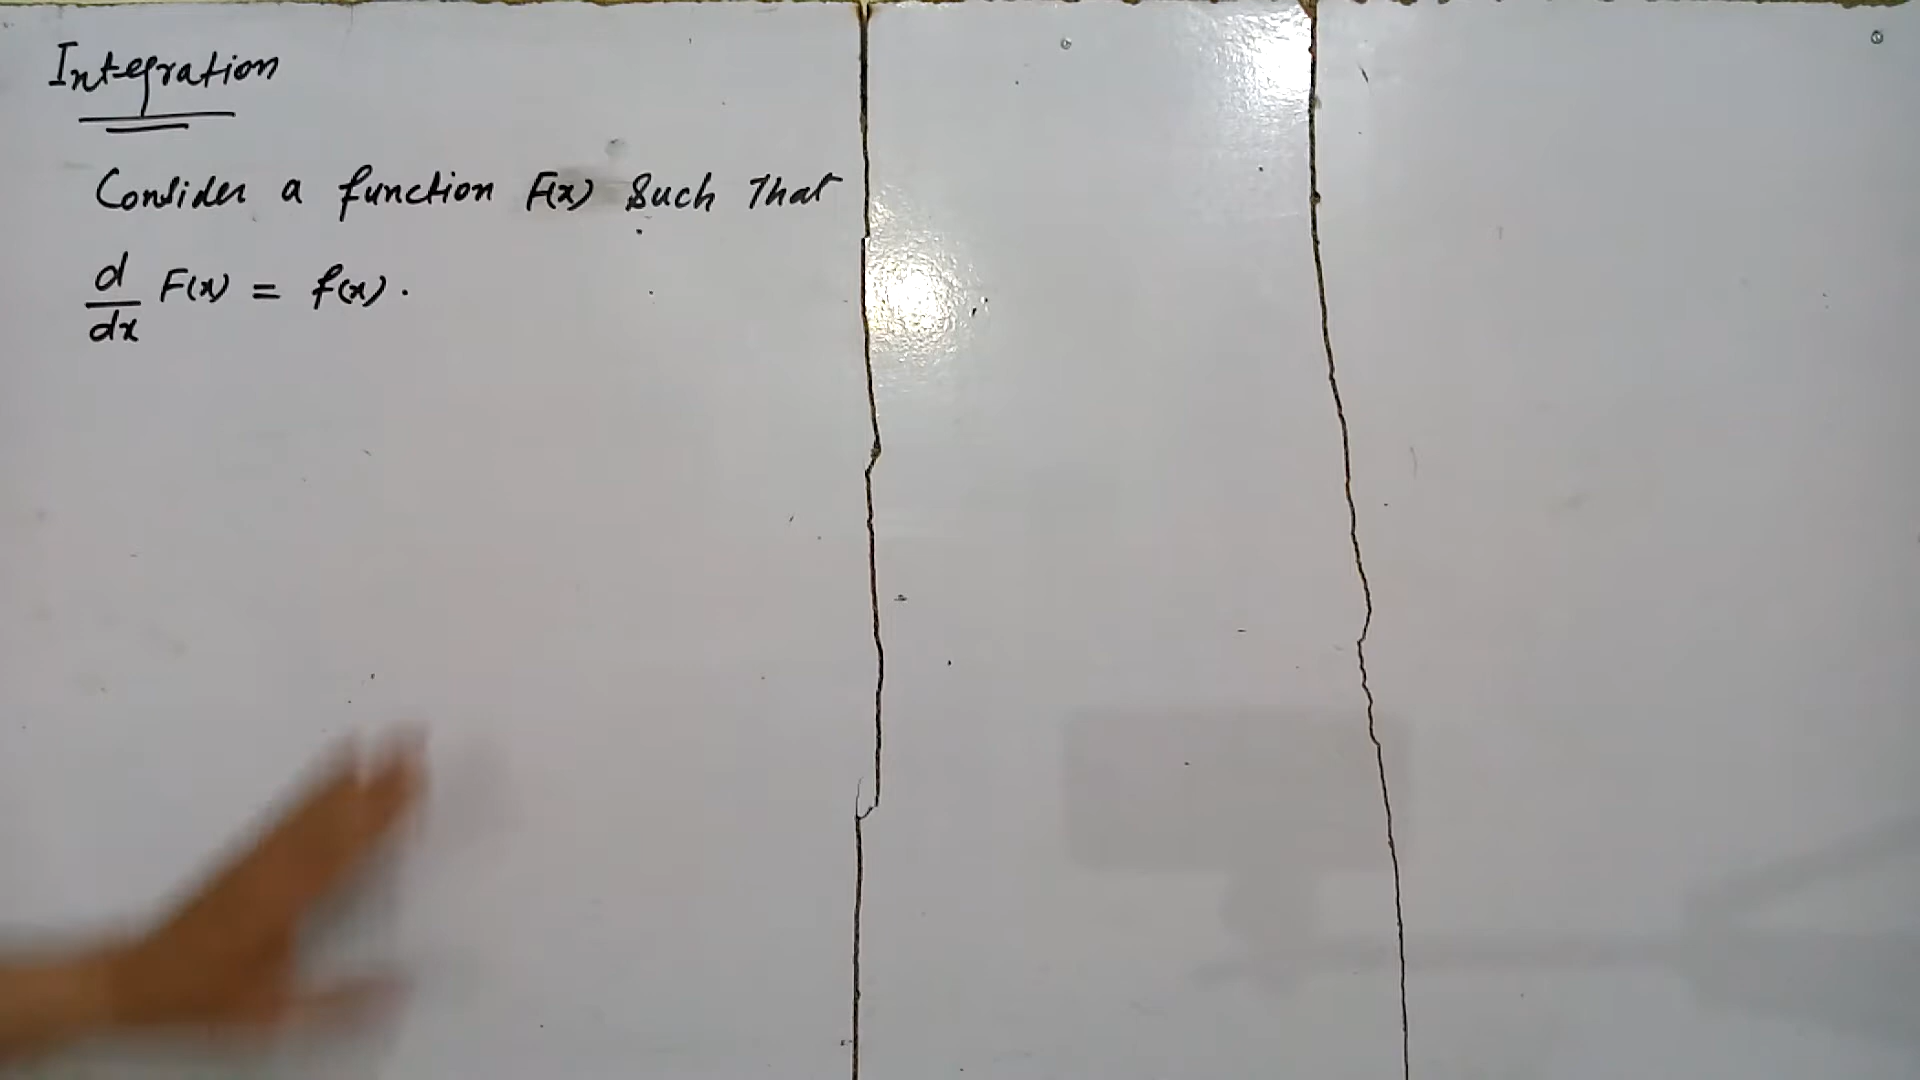 Integration
Consider a function F(x) Such That
d/dx F(x) = f(x).